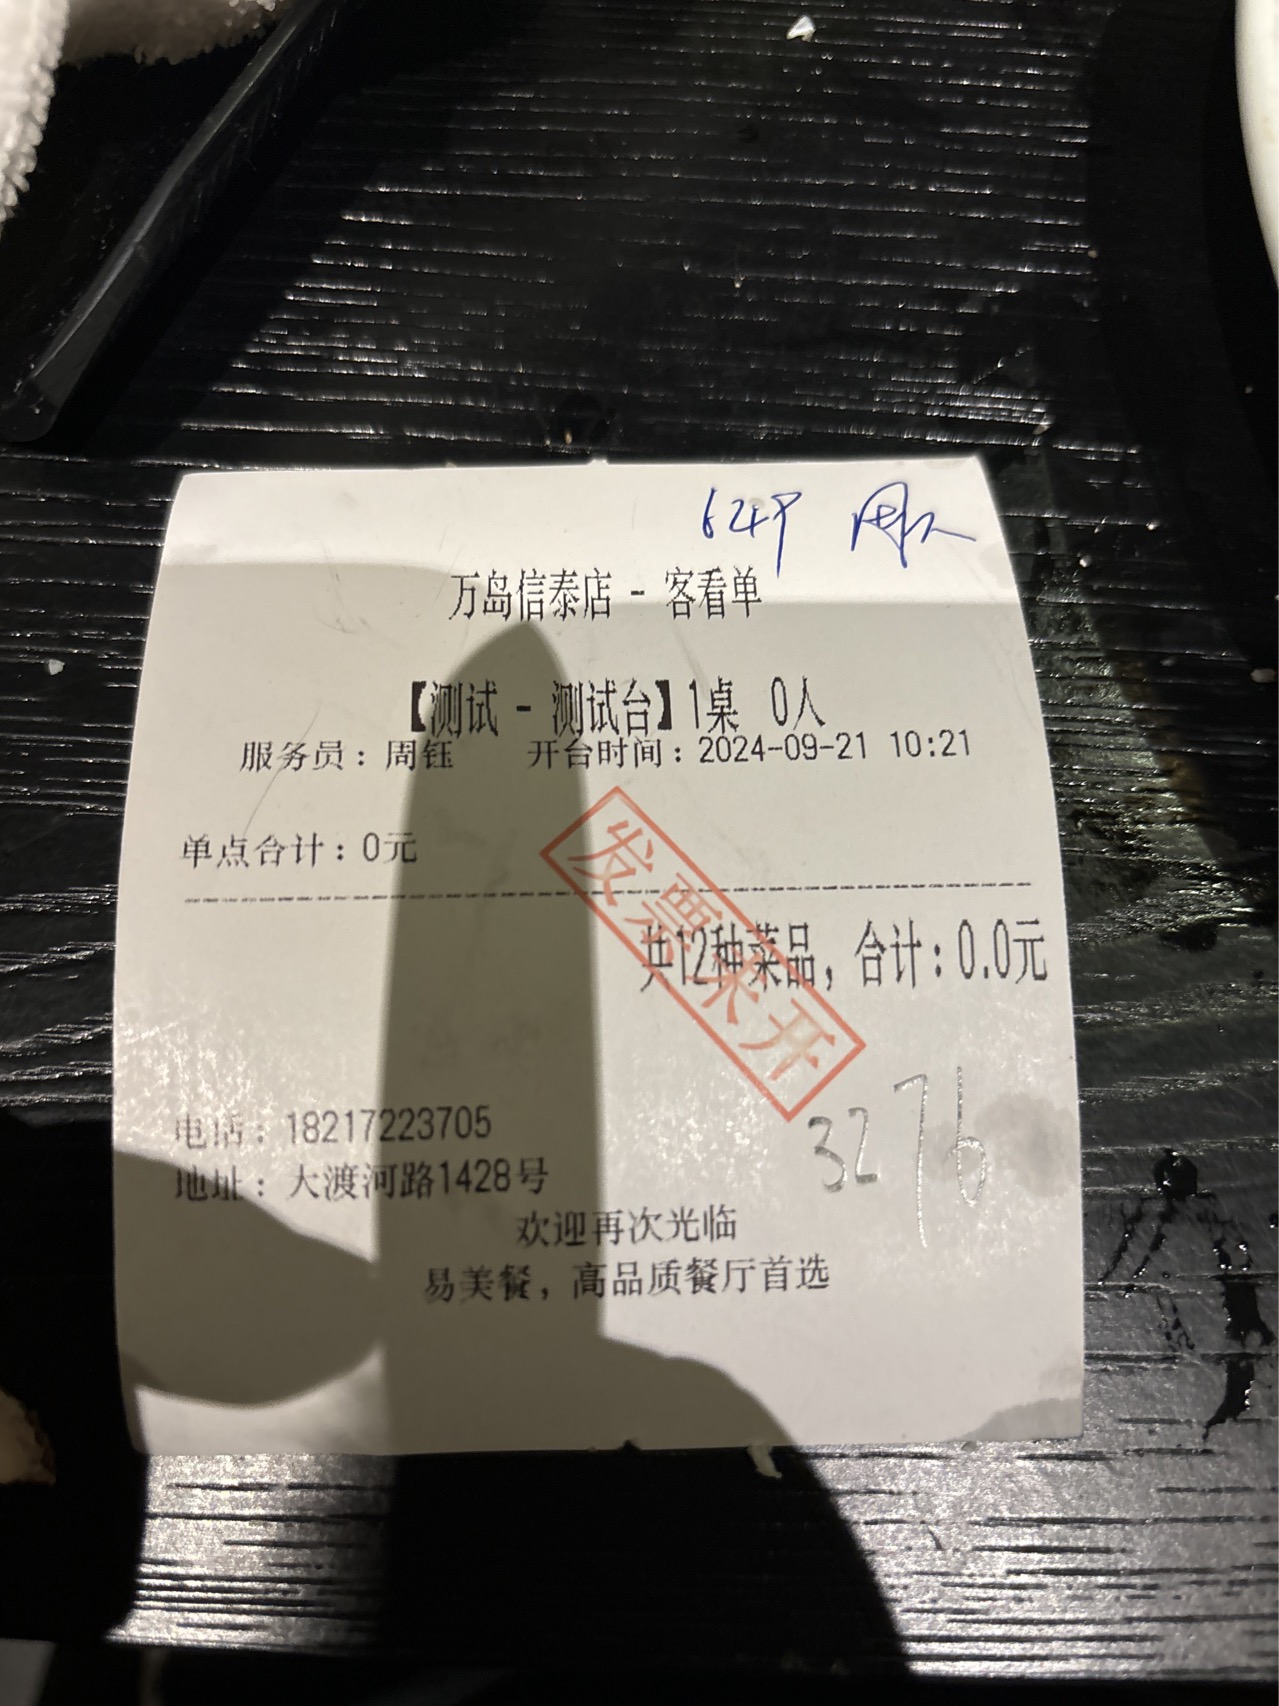 万岛信泰店 - 客看单
【测试 - 测试台】1桌 0人
服务员：周钰 开台时间：2024-09-21 10:21
单点合计：0元
发票未开
共12种菜品，合计：0.0元
3276
电话：18217223705
地址：大渡河路1428号
欢迎再次光临
易美餐，高品质餐厅首选